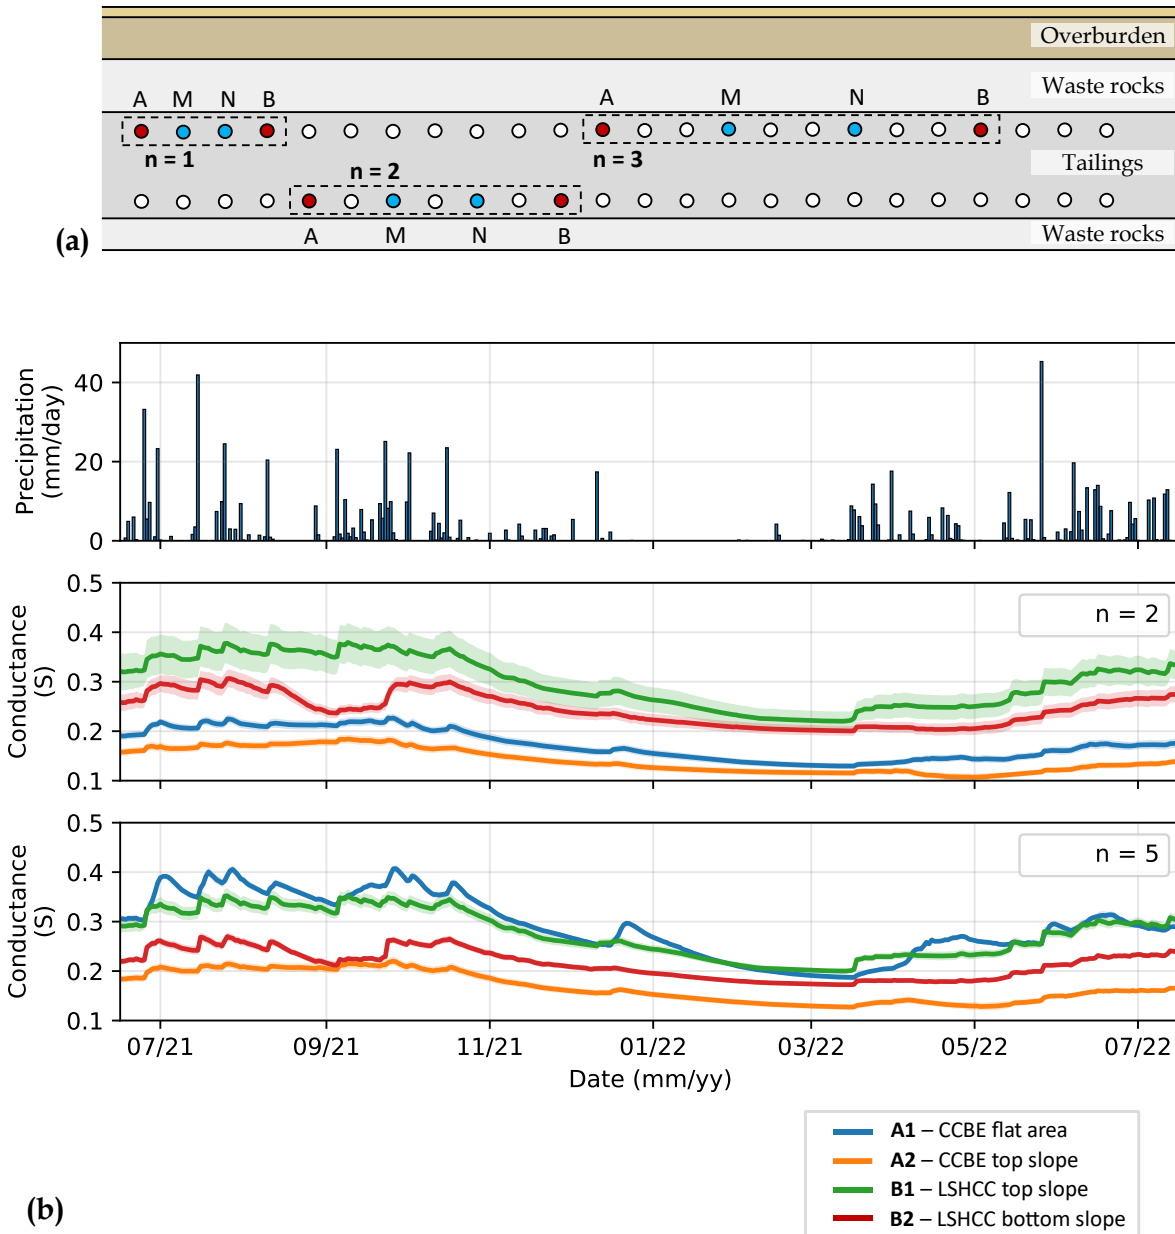 Overburden
Waste rocks
A M N B
A M N B
n = 1
n = 2
n = 3
Tailings
A M N B
Waste rocks
(a)
Precipitation
(mm/day)
40
20
0
Conductance
(S)
0.5
0.4
0.3
0.2
0.1
n = 2
Conductance
(S)
0.5
0.4
0.3
0.2
0.1
n = 5
07/21 09/21 11/21 01/22 03/22 05/22 07/22
Date (mm/yy)
A1 – CCBE flat area
A2 – CCBE top slope
B1 – LSHCC top slope
B2 – LSHCC bottom slope
(b)